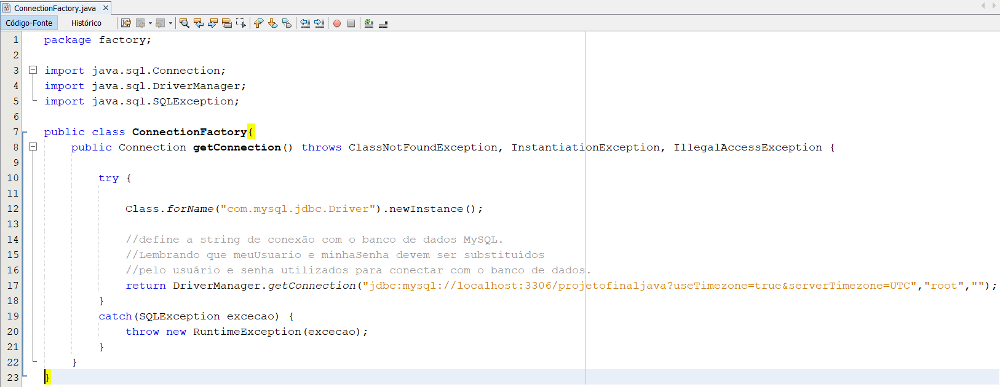 ConnectionFactory.java
Código-Fonte Histórico
1 package factory;
2
3 import java.sql.Connection;
4 import java.sql.DriverManager;
5 import java.sql.SQLException;
6
7 public class ConnectionFactory{
8 public Connection getConnection() throws ClassNotFoundException, InstantiationException, IllegalAccessException {
9
10 try {
11
12 Class.forName("com.mysql.jdbc.Driver").newInstance();
13
14 //define a string de conexão com o banco de dados MySQL.
15 //Lembrando que meuUsuario e minhaSenha devem ser substituídos
16 //pelo usuário e senha utilizados para conectar com o banco de dados.
17 return DriverManager.getConnection("jdbc:mysql://localhost:3306/projetofinaljava?useTimezone=true&serverTimezone=UTC","root","");
18 }
19 catch(SQLException excecao) {
20 throw new RuntimeException(excecao);
21 }
22 }
23 }